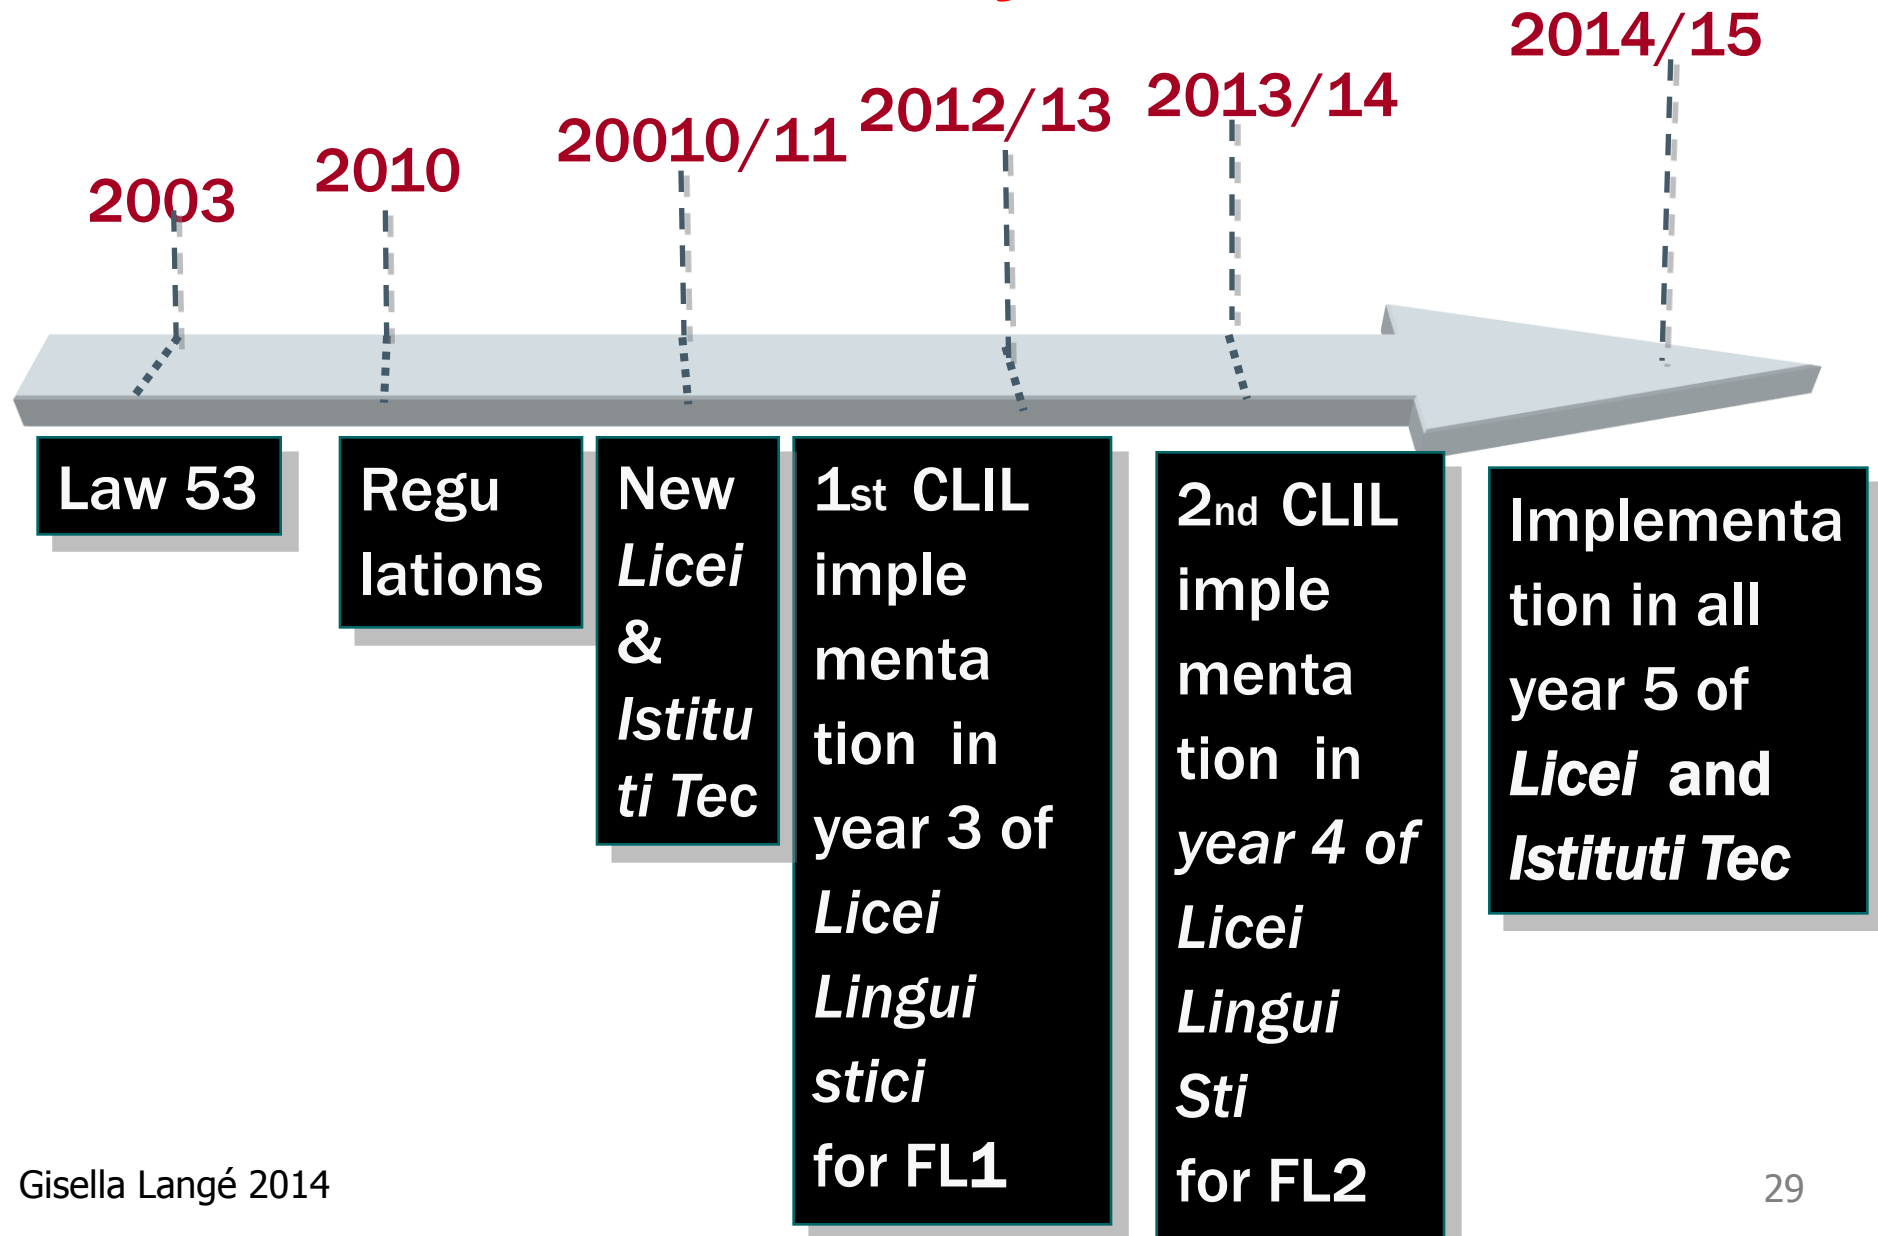 2003
2010
20010/11
2012/13
2013/14
2014/15
Law 53
Regu
lations
New
Licei
&
Istitu
ti Tec
1st CLIL
imple
menta
tion in
year 3 of
Licei
Lingui
stici
for FL1
2nd CLIL
imple
menta
tion in
year 4 of
Licei
Lingui
Sti
for FL2
Implementa
tion in all
year 5 of
Licei and
Istituti Tec
Gisella Langé 2014
29